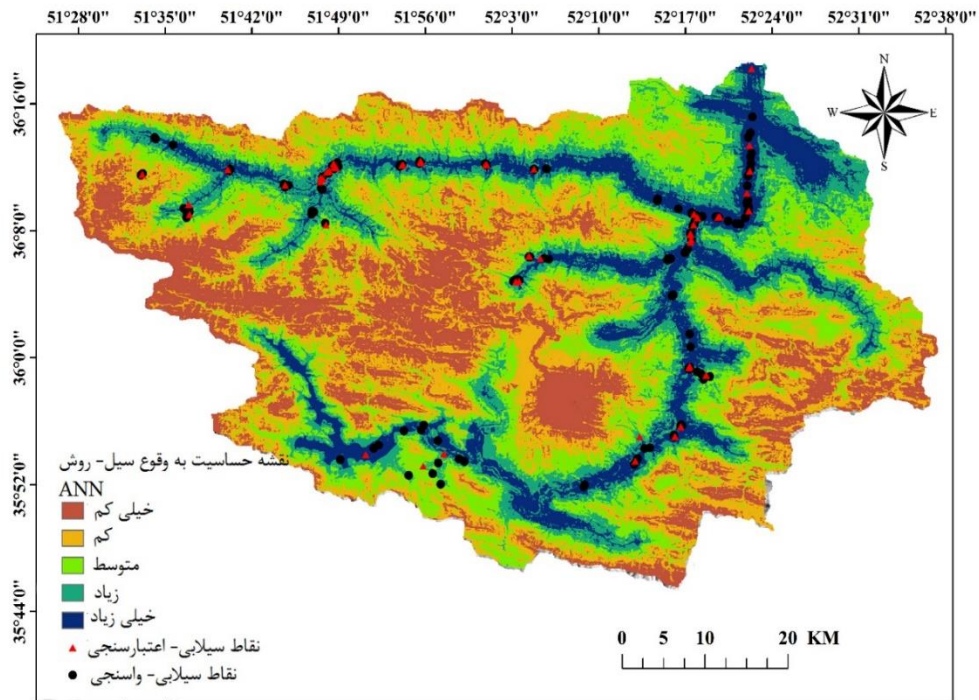 51°28'0" 51°35'0" 51°42'0" 51°49'0" 51°56'0" 52°3'0" 52°10'0" 52°17'0" 52°24'0" 52°31'0" 52°38'0"
36°16'0"
36°8'0"
36°0'0"
35°52'0"
35°44'0"
N
W E
S
نقشه حساسیت به وقوع سیل- روش
ANN
خیلی کم
کم
متوسط
زیاد
خیلی زیاد
نقاط سیلابی- اعتبارسنجی
نقاط سیلابی- واسنجی
0 5 10 20 KM